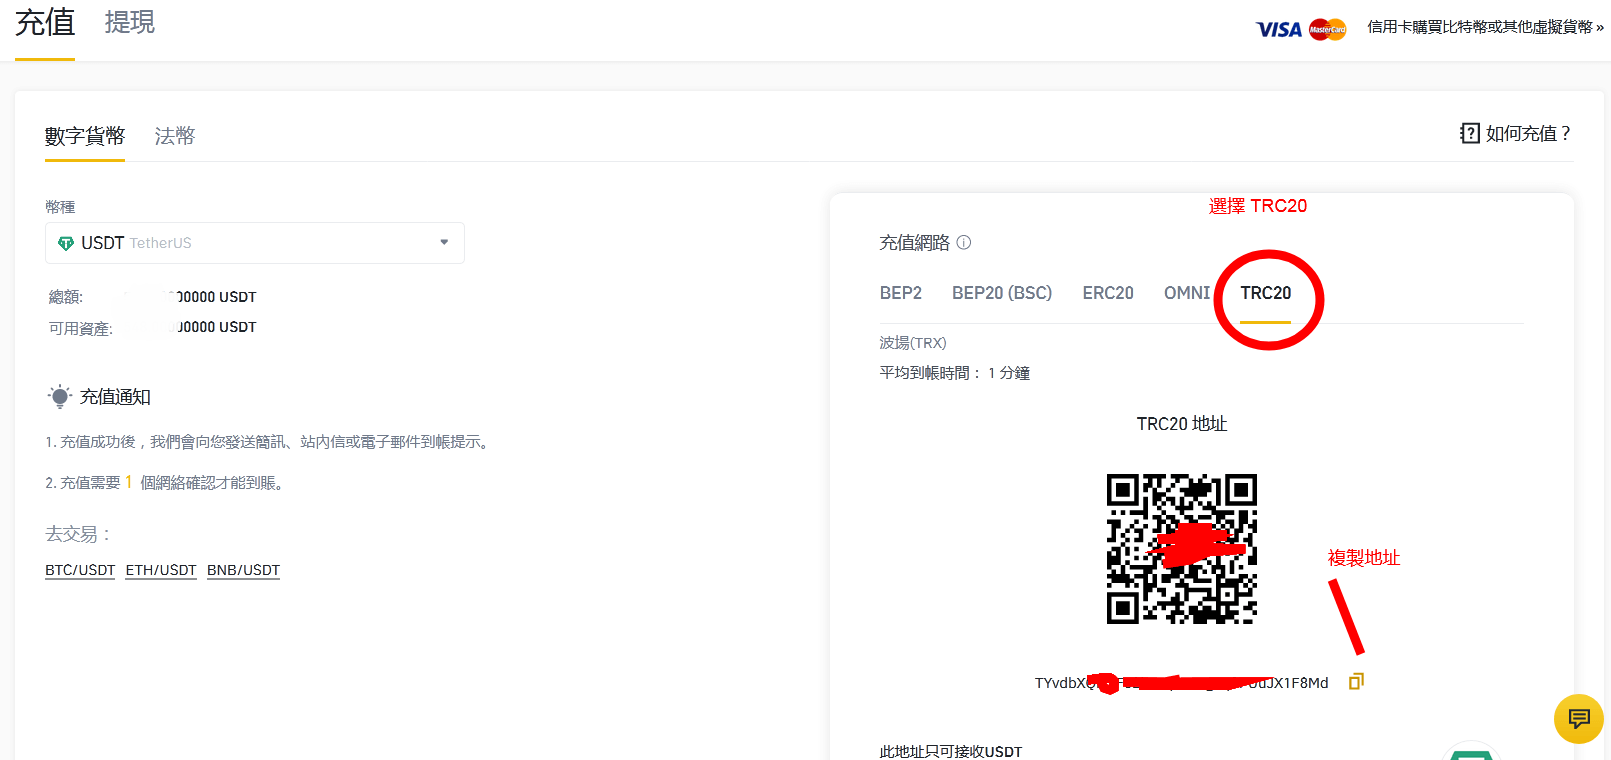 充值 提現
VISA MasterCard 信用卡購買比特幣或其他虛擬貨幣 »
數字貨幣 法幣
如何充值？
幣種
USDT TetherUS
總額: 00000 USDT
可用資產: 00000 USDT
充值通知
1. 充值成功後，我們會向您發送簡訊、站內信或電子郵件到帳提示。
2. 充值需要 1 個網絡確認才能到賬。
去交易：
BTC/USDT ETH/USDT BNB/USDT
選擇 TRC20
充值網路
BEP2 BEP20 (BSC) ERC20 OMNI TRC20
波場(TRX)
平均到帳時間： 1 分鐘
TRC20 地址
複製地址
TYvdbX JX1F8Md
此地址只可接收USDT